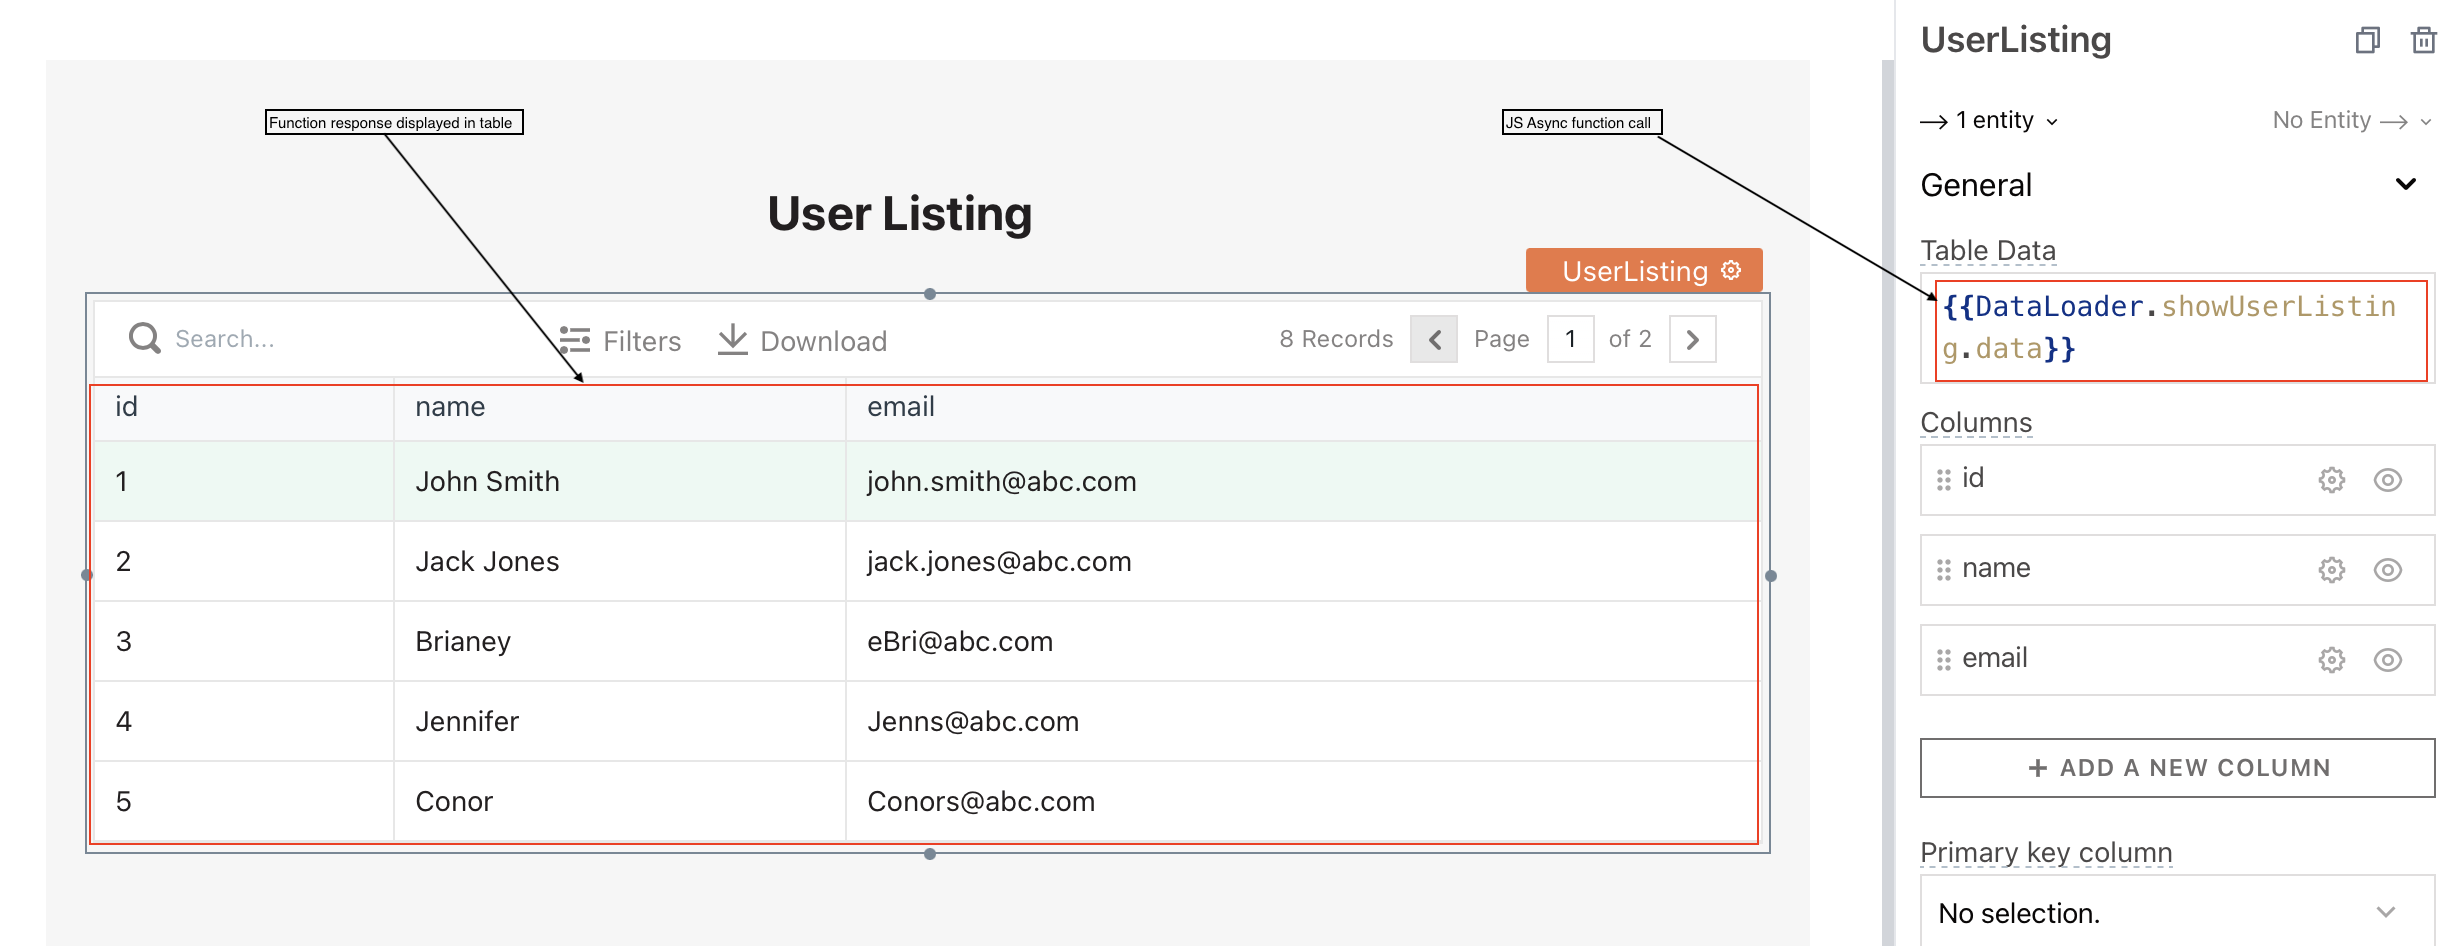 Function response displayed in table
JS Async function call
User Listing
UserListing
Search...
Filters
Download
8 Records
Page
1
of 2
id name email
1 John Smith john.smith@abc.com
2 Jack Jones jack.jones@abc.com
3 Brianey eBri@abc.com
4 Jennifer Jenns@abc.com
5 Conor Conors@abc.com
UserListing
1 entity
No Entity
General
Table Data
{{DataLoader.showUserListin
g.data}}
Columns
id
name
email
+ ADD A NEW COLUMN
Primary key column
No selection.